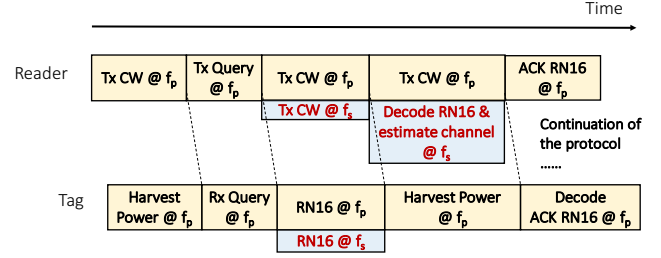 Time
Reader
Tx CW @ fp
Tx Query
@ fp
Tx CW @ fp
Tx CW @ fp
ACK RN16
@ fp
Tx CW @ fs
Decode RN16 &
estimate channel
@ fs
Continuation of
the protocol
......
Tag
Harvest
Power @ fp
Rx Query
@ fp
RN16 @ fp
Harvest Power
@ fp
Decode
ACK RN16 @ fp
RN16 @ fs